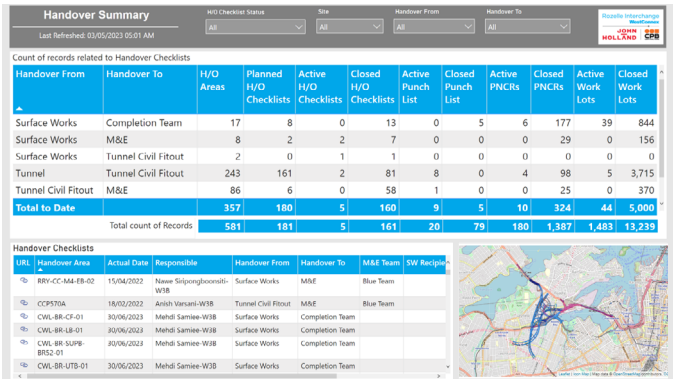 Handover Summary
Last Refreshed: 03/05/2023 05:01 AM
H/O Checklist Status
All
Site
All
Handover From
All
Handover To
All
Rozelle Interchange
WestConnex
JOHN HOLLAND CPB
Count of records related to Handover Checklists
Handover From Handover To H/O Areas Planned H/O Checklists Active H/O Checklists Closed H/O Checklists Active Punch List Closed Punch List Active PNCRs Closed PNCRs Active Work Lots Closed Work Lots
Surface Works Completion Team 17 8 0 13 0 5 6 177 39 844
Surface Works M&E 8 2 2 7 0 0 0 29 0 156
Surface Works Tunnel Civil Fitout 2 0 1 1 0 0 0 0 0 0
Tunnel Tunnel Civil Fitout 243 161 2 81 8 0 4 98 5 3,715
Tunnel Civil Fitout M&E 86 6 0 58 1 0 0 25 0 370
Total to Date 357 180 5 160 9 5 10 324 44 5,000
Total count of Records 581 181 5 161 20 79 180 1,387 1,483 13,239
Handover Checklists
URL Handover Area Actual Date Responsible Handover From Handover To M&E Team SW Recipie
RRY-CC-M4-EB-02 15/04/2022 Nawe Siripongboonsiti-W3B Surface Works M&E Blue Team
CCP570A 18/02/2022 Anish Varsani-W3B Tunnel Civil Fitout M&E Blue Team
CWL-BR-CF-01 30/06/2023 Mehdi Samiee-W3B Surface Works Completion Team
CWL-BR-LB-01 30/06/2023 Mehdi Samiee-W3B Surface Works Completion Team
CWL-BR-SUPB-BR52-01 30/06/2023 Mehdi Samiee-W3B Surface Works Completion Team
CWL-BR-UTB-01 30/06/2023 Mehdi Samiee-W3B Surface Works Completion Team